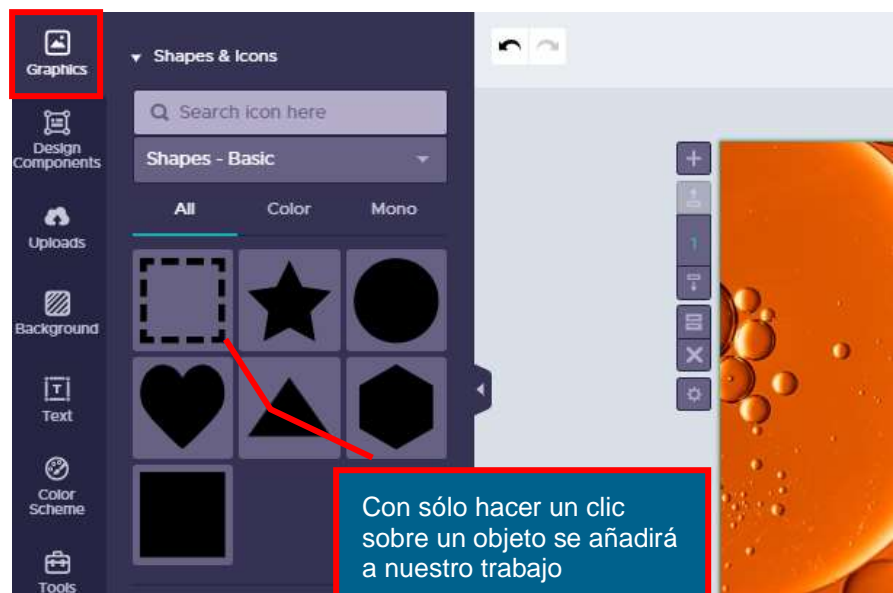 Graphics
Design
Components
Uploads
Background
Text
Color
Scheme
Tools
Shapes & Icons
Search icon here
Shapes - Basic
All Color Mono
1
Con sólo hacer un clic
sobre un objeto se añadirá
a nuestro trabajo